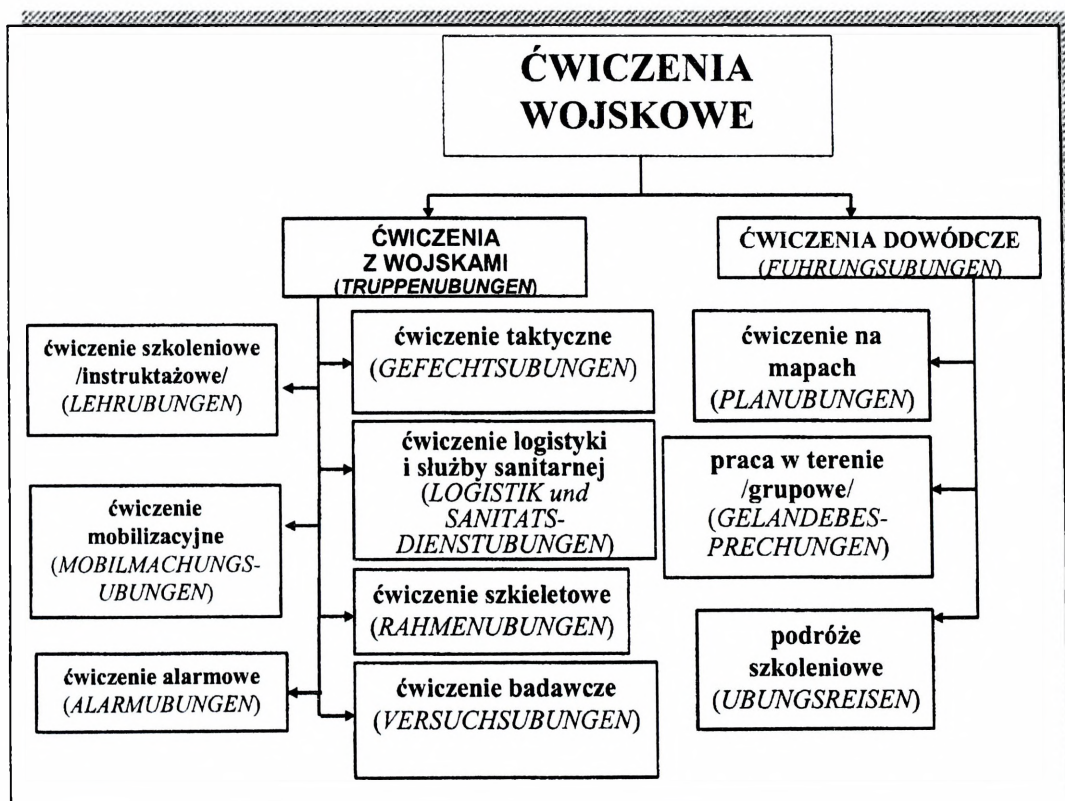 ĆWICZENIA
WOJSKOWE
ĆWICZENIA
Z WOJSKAMI
(TRUPPENUBUNGEN)
ĆWICZENIA DOWÓDCZE
(FUHRUNGSUBUNGEN)
ćwiczenie szkoleniowe
/instruktażowe/
(LEHRUBUNGEN)
ćwiczenie
mobilizacyjne
(MOBILMACHUNGS-
UBUNGEN)
ćwiczenie alarmowe
(ALARMUBUNGEN)
ćwiczenie taktyczne
(GEFECHTSUBUNGEN)
ćwiczenie logistyki
i służby sanitarnej
(LOGISTIK und
SANITATS-
DIENSTUBUNGEN)
ćwiczenie szkieletowe
(RAHMENUBUNGEN)
ćwiczenie badawcze
(VERSUCHSUBUNGEN)
ćwiczenie na
mapach
(PLANUBUNGEN)
praca w terenie
/grupowe/
(GELANDEBES-
PRECHUNGEN)
podróże
szkoleniowe
(UBUNGSREISEN)